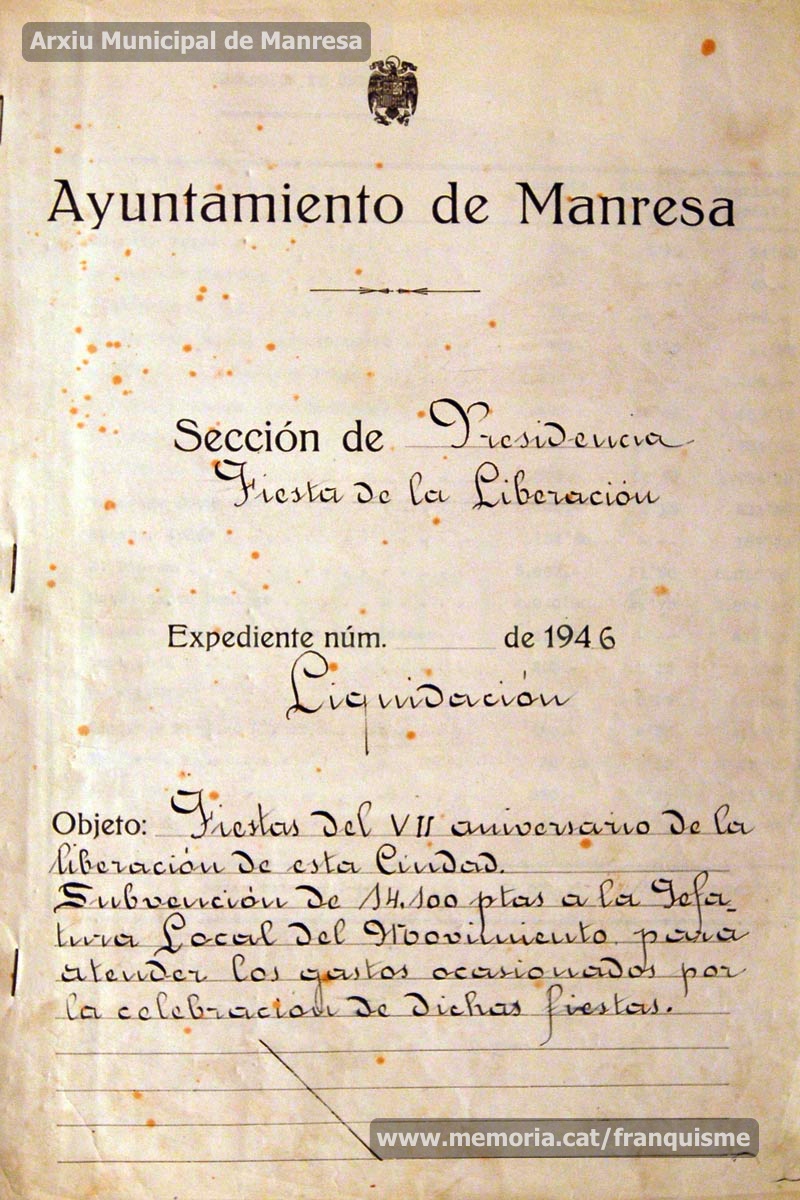 Arxiu Municipal de Manresa
Ayuntamiento de Manresa
Sección de Presidencia
Fiesta de la Liberación
Expediente núm. de 1946
Liquidación
Objeto: Fiestas del VII aniversario de la
liberación de esta Ciudad.
Subvención de 14.100 ptas a la Jefa_
tura Local del Movimiento para
atender los gastos ocasionados por
la celebración de dichas fiestas.
www.memoria.cat/franquisme